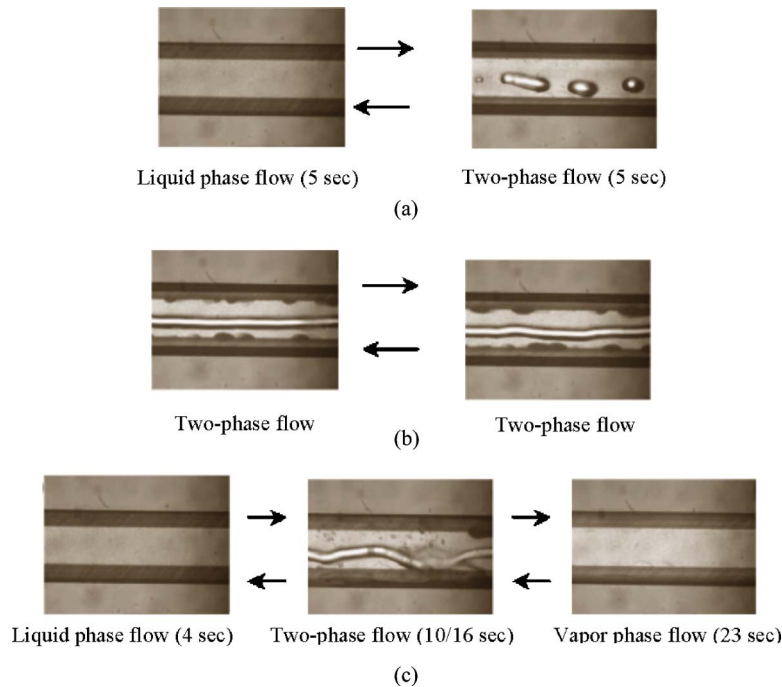 Liquid phase flow (5 sec) Two-phase flow (5 sec)
(a)
Two-phase flow Two-phase flow
(b)
Liquid phase flow (4 sec) Two-phase flow (10/16 sec) Vapor phase flow (23 sec)
(c)